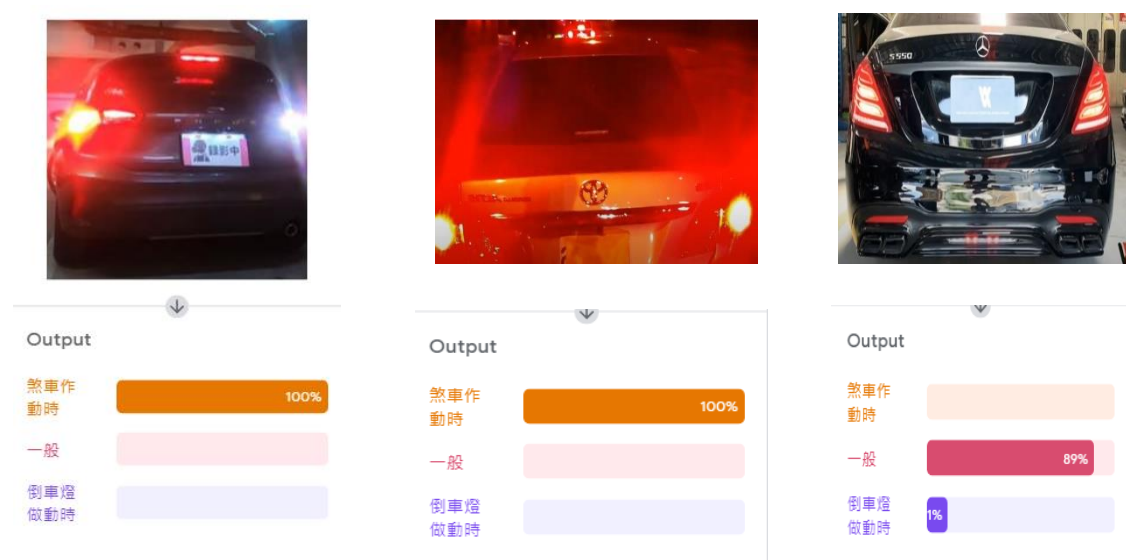 錄影中
S550
Output
煞車作
動時
100%
一般
倒車燈
做動時
Output
煞車作
動時
100%
一般
倒車燈
做動時
Output
煞車作
動時
一般
89%
倒車燈
做動時
1%